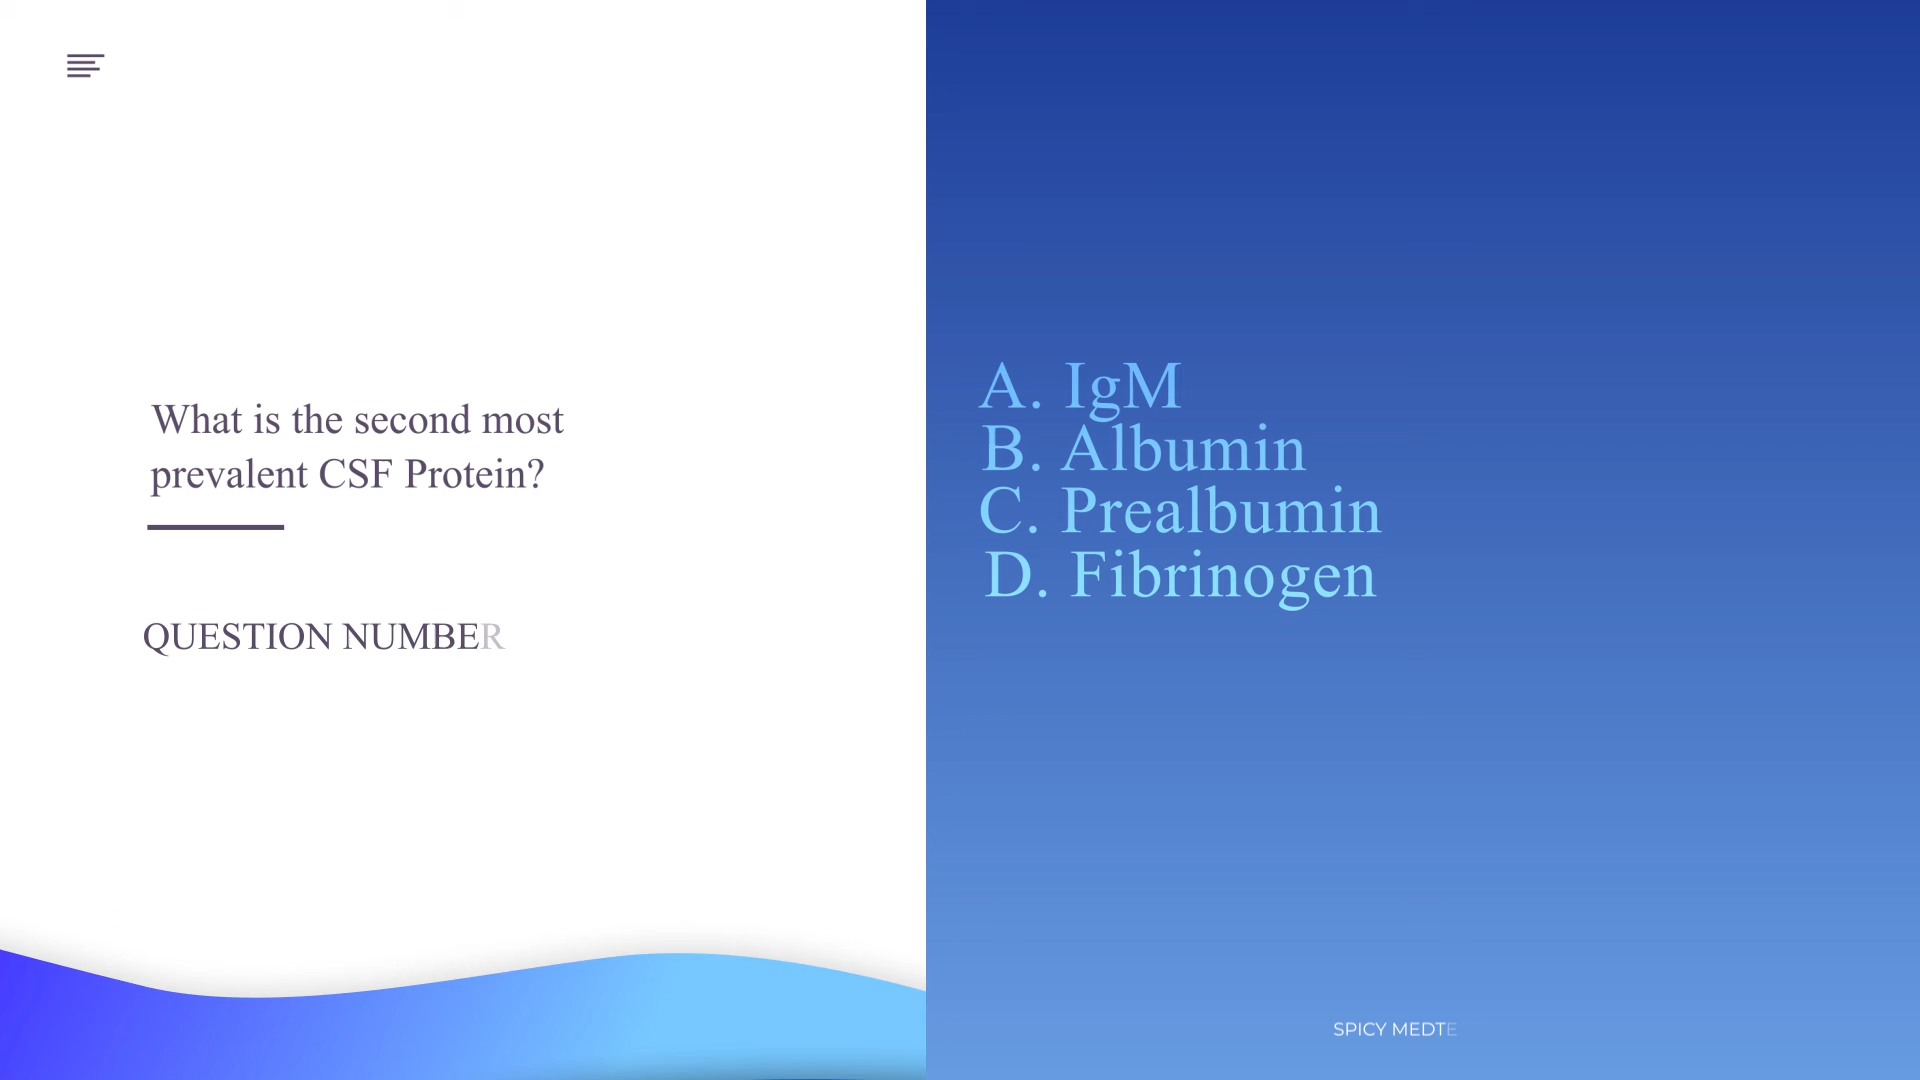 What is the second most
prevalent CSF Protein?
QUESTION NUMBER
A. IgM
B. Albumin
C. Prealbumin
D. Fibrinogen
SPICY MEDTE